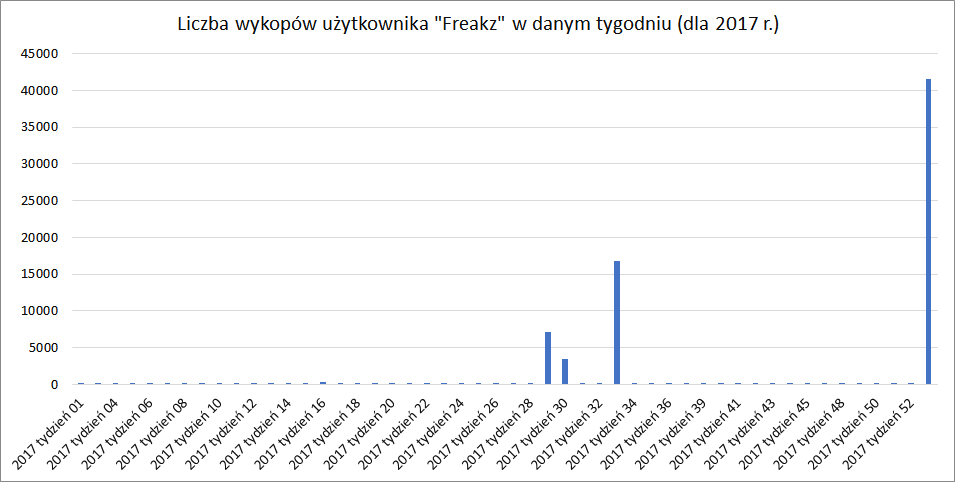 Liczba wykopów użytkownika "Freakz" w danym tygodniu (dla 2017 r.)
45000
40000
35000
30000
25000
20000
15000
10000
5000
0
2017 tydzień 01
2017 tydzień 04
2017 tydzień 06
2017 tydzień 08
2017 tydzień 10
2017 tydzień 12
2017 tydzień 14
2017 tydzień 16
2017 tydzień 18
2017 tydzień 20
2017 tydzień 22
2017 tydzień 24
2017 tydzień 26
2017 tydzień 28
2017 tydzień 30
2017 tydzień 32
2017 tydzień 34
2017 tydzień 36
2017 tydzień 39
2017 tydzień 41
2017 tydzień 43
2017 tydzień 45
2017 tydzień 48
2017 tydzień 50
2017 tydzień 52